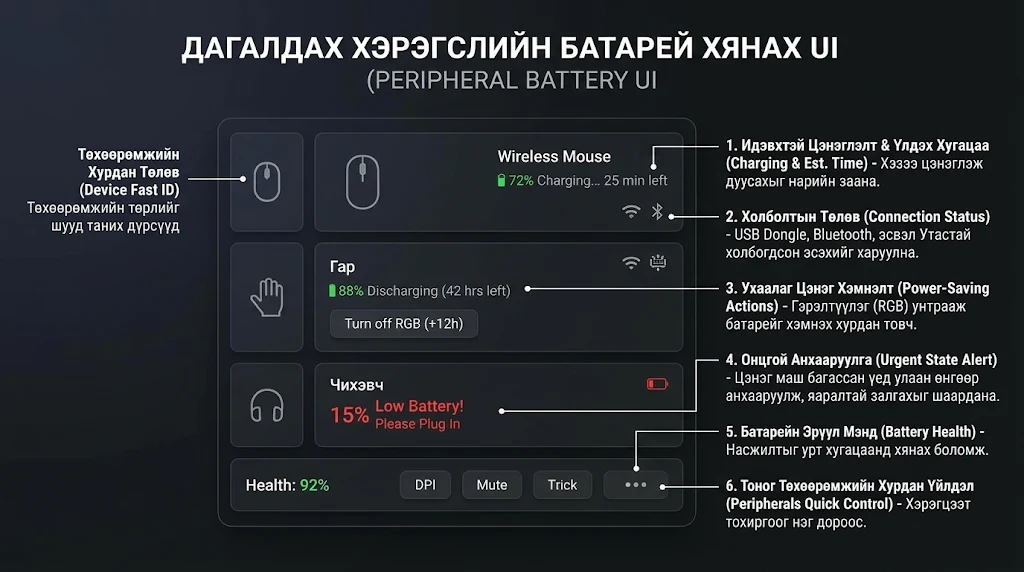 ДАГАЛДАХ ХЭРЭГСЛИЙН БАТАРЕЙ ХЯНАХ UI
(PERIPHERAL BATTERY UI
Төхөөрөмжийн
Хурдан Төлөв
(Device Fast ID)
Төхөөрөмжийн төрлийг
шууд таних дүрсүүд
Wireless Mouse
72% Charging... 25 min left
Гар
88% Discharging (42 hrs left)
Turn off RGB (+12h)
Чихэвч
15% Low Battery!
Please Plug In
Health: 92%
DPI
Mute
Trick
1. Идэвхтэй Цэнэглэлт & Үлдэх Хугацаа
(Charging & Est. Time) - Хэзээ цэнэглэж
дуусахыг нарийн заана.
2. Холболтын Төлөв (Connection Status)
- USB Dongle, Bluetooth, эсвэл Утастай
холбогдсон эсэхийг харуулна.
3. Ухаалаг Цэнэг Хэмнэлт (Power-Saving
Actions) - Гэрэлтүүлэг (RGB) унтрааж
батарейг хэмнэх хурдан товч.
4. Онцгой Анхааруулга (Urgent State Alert)
- Цэнэг маш багассан үед улаан өнгөөр
анхааруулж, яаралтай залгахыг шаардана.
5. Батарейн Эрүүл Мэнд (Battery Health) -
Насжилтыг урт хугацаанд хянах боломж.
6. Тоног Төхөөрөмжийн Хурдан Үйлдэл
(Peripherals Quick Control) - Хэрэгцээт
тохиргоог нэг дороос.